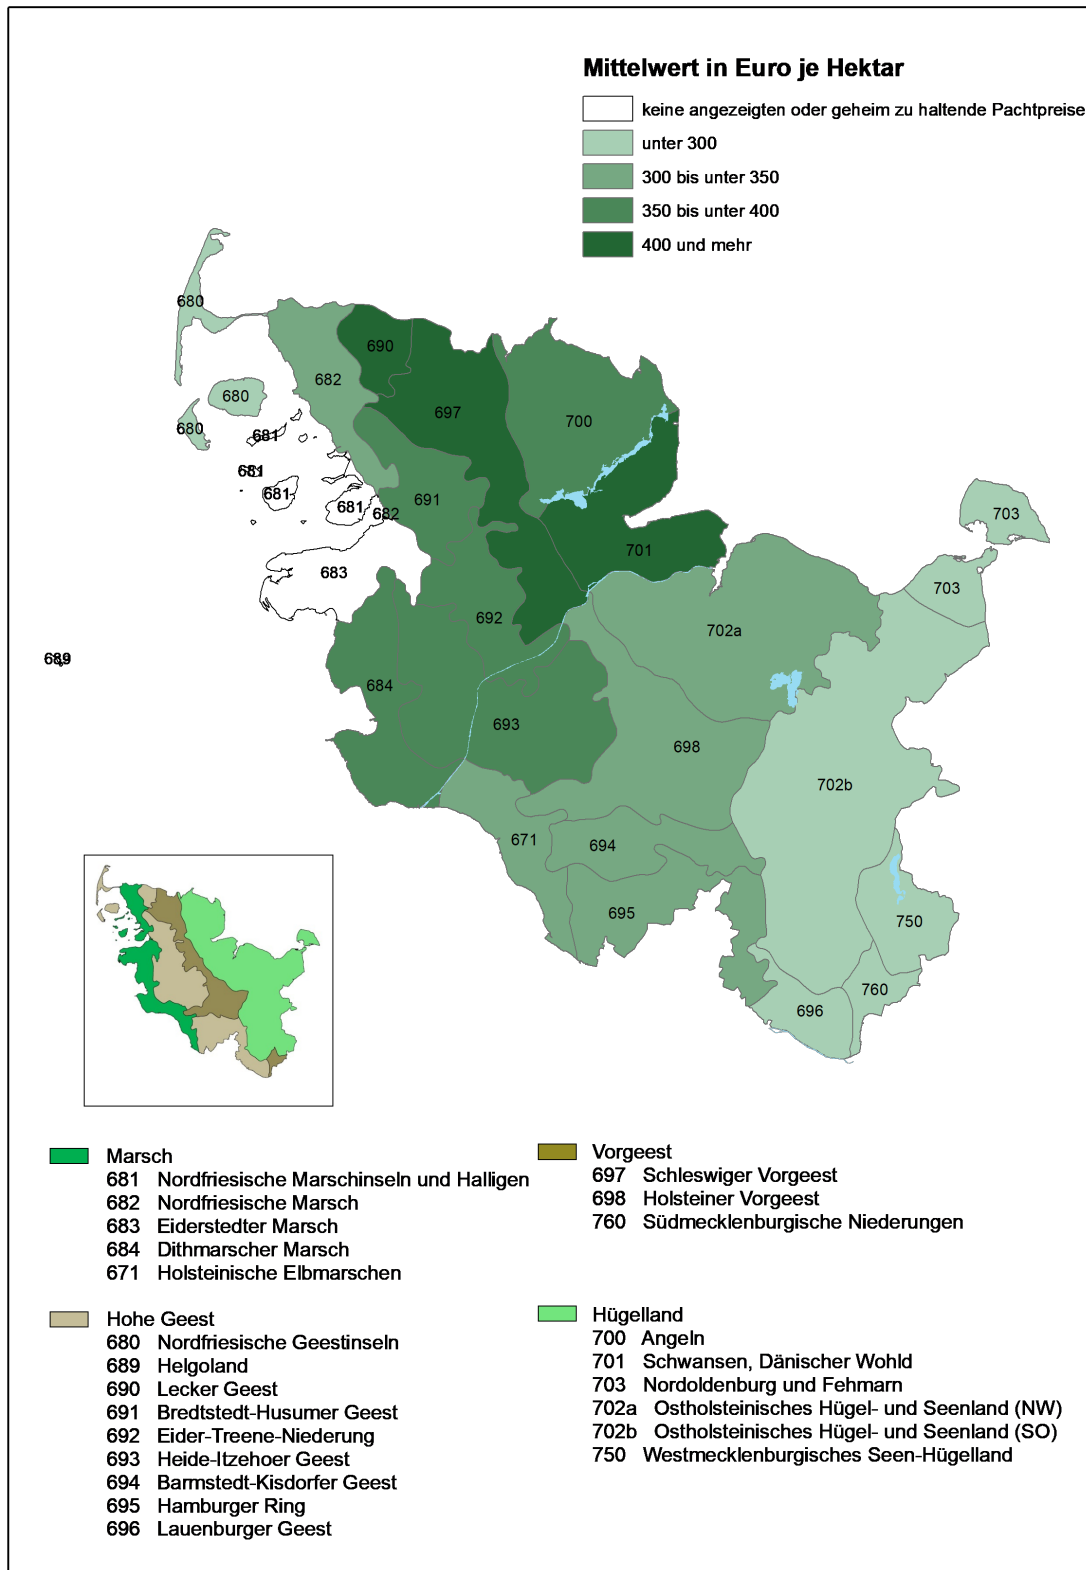 Mittelwert in Euro je Hektar
keine angezeigten oder geheim zu haltende Pachtpreise
unter 300
300 bis unter 350
350 bis unter 400
400 und mehr
680
690
682
680
697
680
681
700
681
681
691
681
682
703
701
683
703
692
702a
689
684
693
698
702b
671
694
695
750
760
696
Marsch
681 Nordfriesische Marschinseln und Halligen
682 Nordfriesische Marsch
683 Eiderstedter Marsch
684 Dithmarscher Marsch
671 Holsteinische Elbmarschen
Hohe Geest
680 Nordfriesische Geestinseln
689 Helgoland
690 Lecker Geest
691 Bredtstedt-Husumer Geest
692 Eider-Treene-Niederung
693 Heide-Itzehoer Geest
694 Barmstedt-Kisdorfer Geest
695 Hamburger Ring
696 Lauenburger Geest
Vorgeest
697 Schleswiger Vorgeest
698 Holsteiner Vorgeest
760 Südmecklenburgische Niederungen
Hügelland
700 Angeln
701 Schwansen, Dänischer Wohld
703 Nordoldenburg und Fehmarn
702a Ostholsteinisches Hügel- und Seenland (NW)
702b Ostholsteinisches Hügel- und Seenland (SO)
750 Westmecklenburgisches Seen-Hügelland